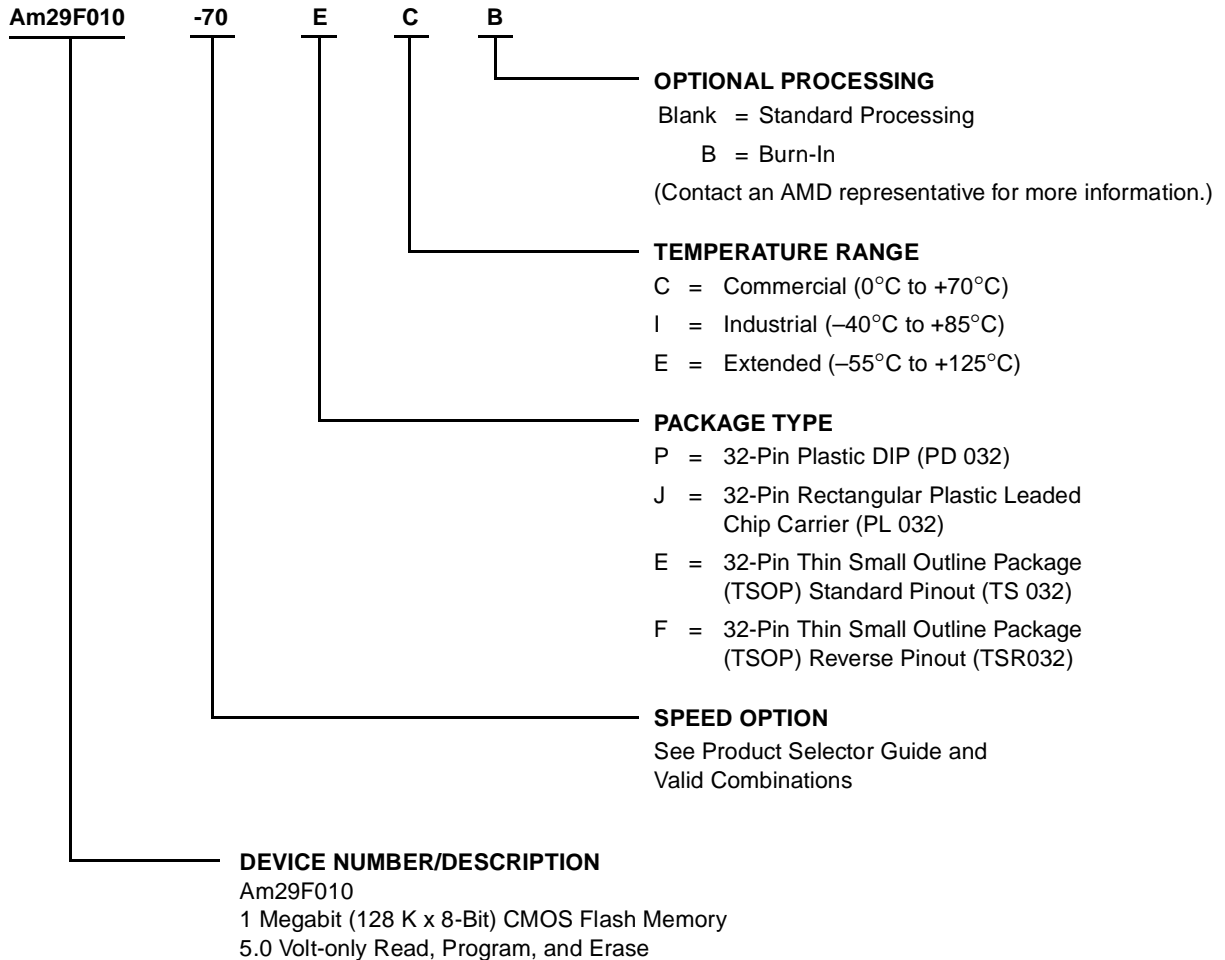 Am29F010 -70 E C B
OPTIONAL PROCESSING
Blank = Standard Processing
B = Burn-In
(Contact an AMD representative for more information.)
TEMPERATURE RANGE
C = Commercial (0°C to +70°C)
I = Industrial (–40°C to +85°C)
E = Extended (–55°C to +125°C)
PACKAGE TYPE
P = 32-Pin Plastic DIP (PD 032)
J = 32-Pin Rectangular Plastic Leaded
Chip Carrier (PL 032)
E = 32-Pin Thin Small Outline Package
(TSOP) Standard Pinout (TS 032)
F = 32-Pin Thin Small Outline Package
(TSOP) Reverse Pinout (TSR032)
SPEED OPTION
See Product Selector Guide and
Valid Combinations
DEVICE NUMBER/DESCRIPTION
Am29F010
1 Megabit (128 K x 8-Bit) CMOS Flash Memory
5.0 Volt-only Read, Program, and Erase